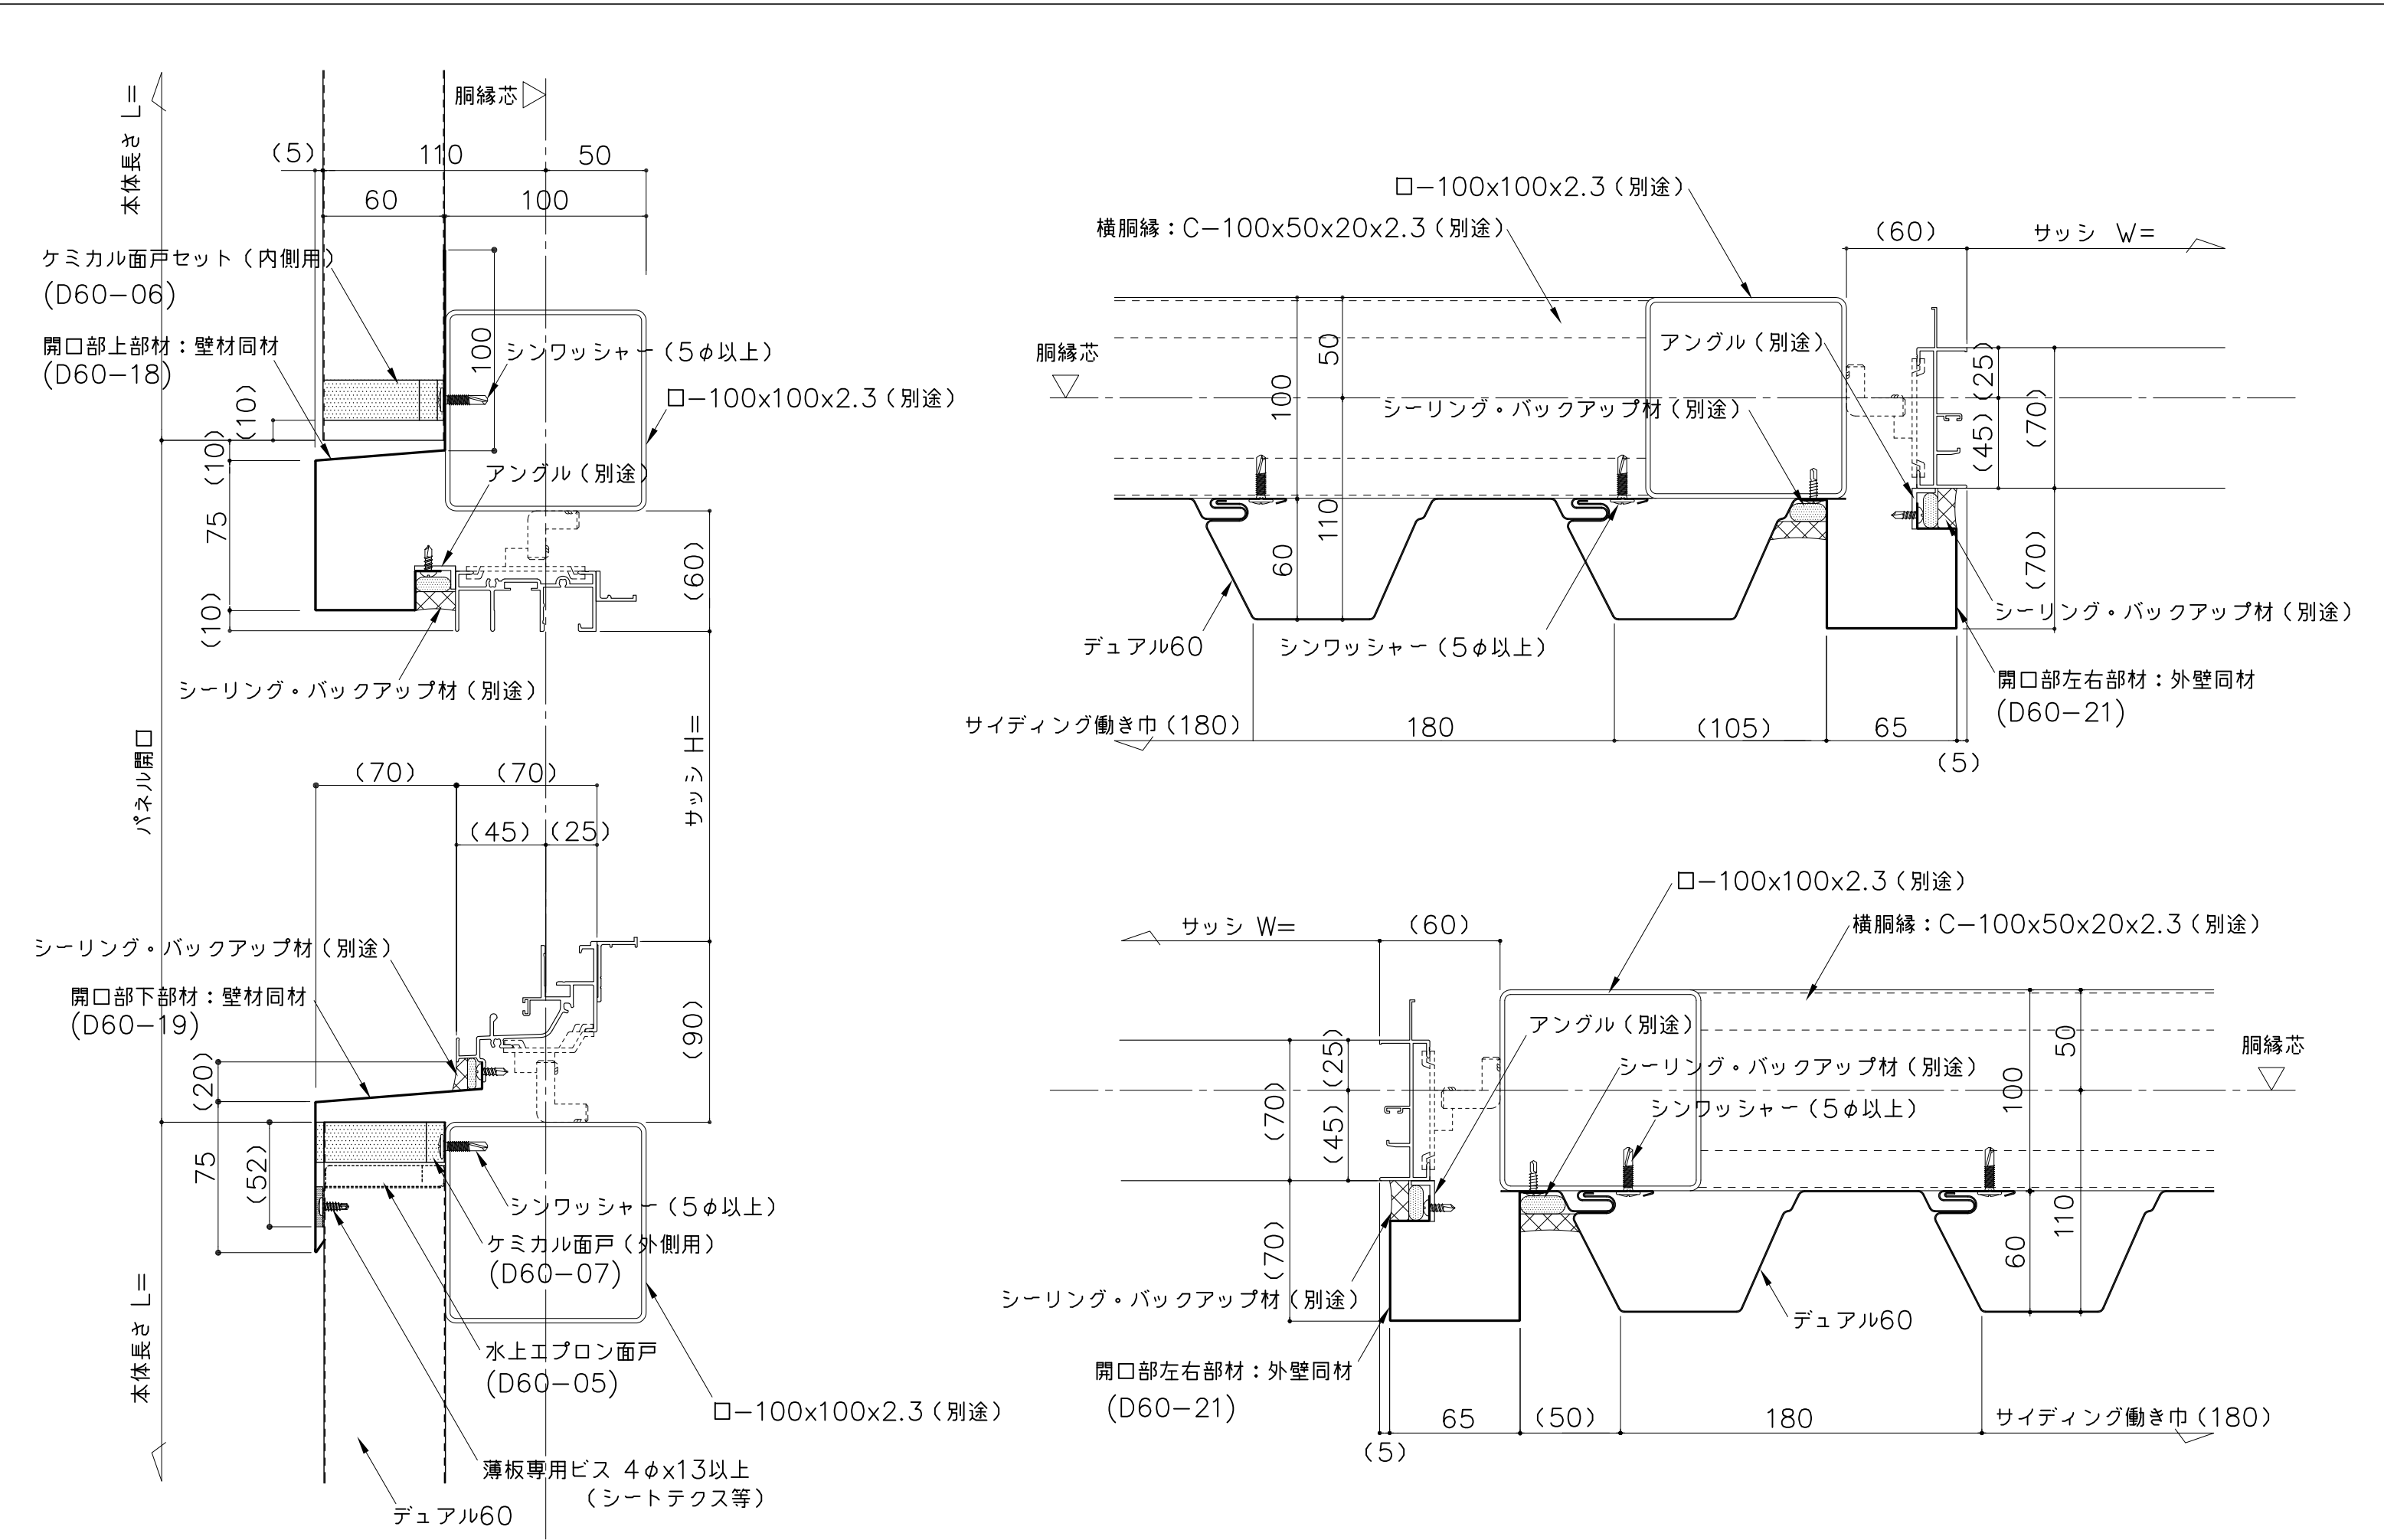 本体長さ L=
胴縁芯
(5)
110
50
60
100
ケミカル面戸セット(内側用)
(D60-06)
開口部上部材:壁材同材
(D60-18)
(10)
100
シンワッシャー(5φ以上)
ロ-100x100x2.3(別途)
(10)
75
(10)
アングル(別途)
(60)
シーリング・バックアップ材(別途)
パネル開口
サッシ H=
(70)
(70)
(45)
(25)
シーリング・バックアップ材(別途)
開口部下部材:壁材同材
(D60-19)
(20)
75
(52)
(90)
シンワッシャー(5φ以上)
ケミカル面戸(外側用)
(D60-07)
本体長さ L=
水上エプロン面戸
(D60-05)
ロ-100x100x2.3(別途)
薄板専用ビス 4φx13以上
(シートテクス等)
デュアル60
ロ-100x100x2.3(別途)
横胴縁:C-100x50x20x2.3(別途)
(60)
サッシ W=
胴縁芯
50
100
アングル(別途)
シーリング・バックアップ材(別途)
(25)
(45)
(70)
110
60
(70)
デュアル60
シンワッシャー(5φ以上)
シーリング・バックアップ材(別途)
開口部左右部材:外壁同材
(D60-21)
サイディング働き巾(180)
180
(105)
65
(5)
ロ-100x100x2.3(別途)
サッシ W=
(60)
横胴縁:C-100x50x20x2.3(別途)
アングル(別途)
(25)
(45)
(70)
50
100
胴縁芯
シーリング・バックアップ材(別途)
シンワッシャー(5φ以上)
(70)
110
60
シーリング・バックアップ材(別途)
デュアル60
開口部左右部材:外壁同材
(D60-21)
65
(50)
180
サイディング働き巾(180)
(5)